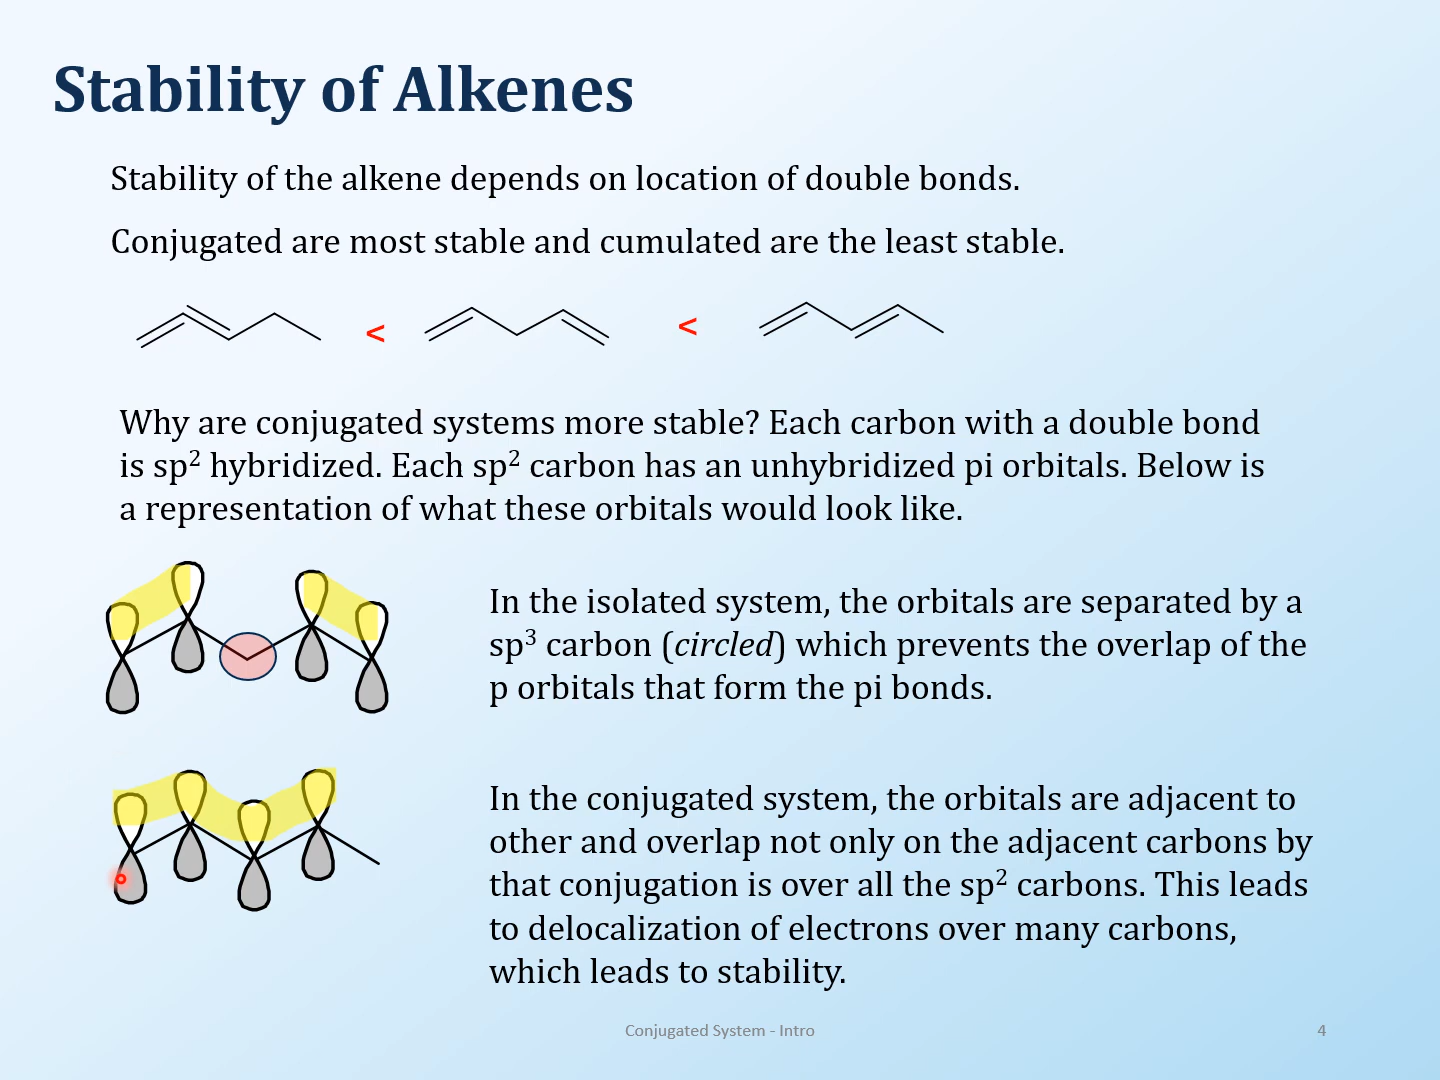 Stability of Alkenes
Stability of the alkene depends on location of double bonds.
Conjugated are most stable and cumulated are the least stable.
< <
Why are conjugated systems more stable? Each carbon with a double bond
is sp² hybridized. Each sp² carbon has an unhybridized pi orbitals. Below is
a representation of what these orbitals would look like.
In the isolated system, the orbitals are separated by a
sp³ carbon (circled) which prevents the overlap of the
p orbitals that form the pi bonds.
In the conjugated system, the orbitals are adjacent to
other and overlap not only on the adjacent carbons by
that conjugation is over all the sp² carbons. This leads
to delocalization of electrons over many carbons,
which leads to stability.
Conjugated System - Intro
4